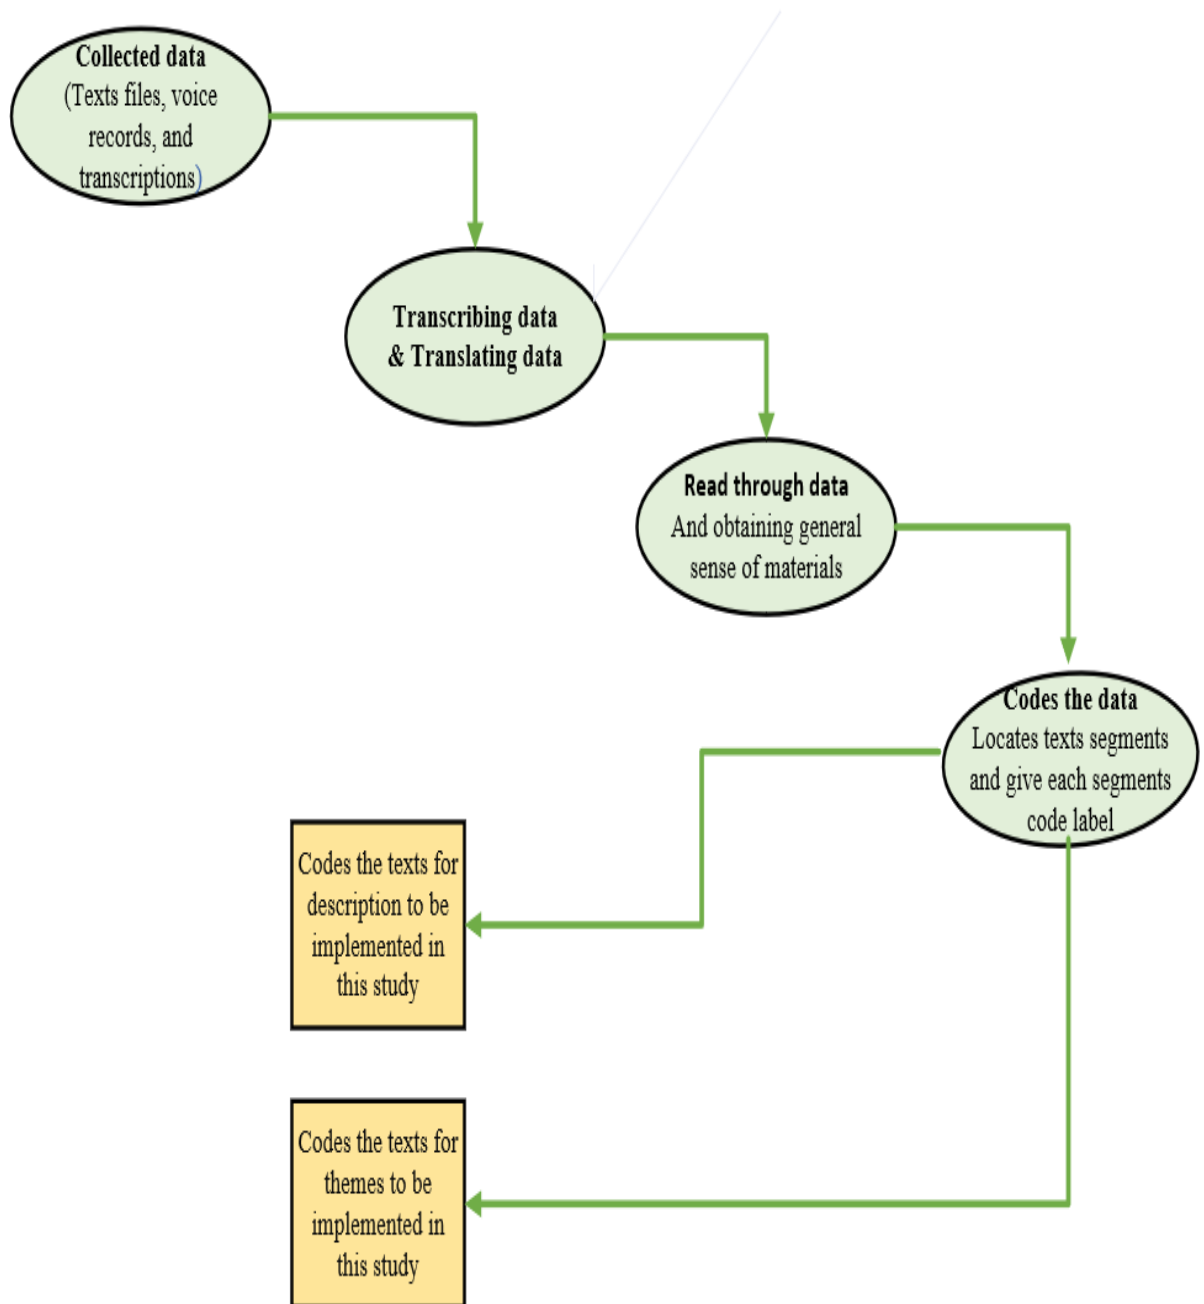 Collected data
(Texts files, voice
records, and
transcriptions)
Transcribing data
& Translating data
Read through data
And obtaining general
sense of materials
Codes the data
Locates texts segments
and give each segments
code label
Codes the texts for
description to be
implemented in
this study
Codes the texts for
themes to be
implemented in
this study